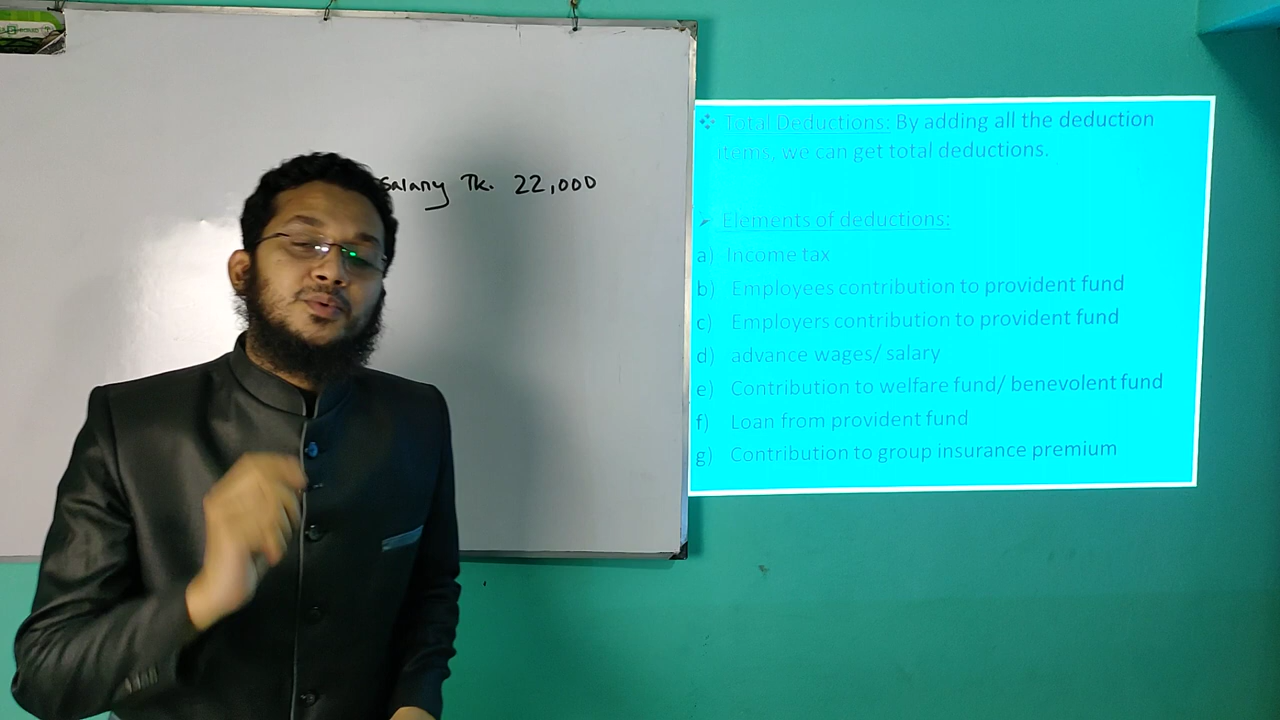 Salany Tk. 22,000
❖ Total Deductions: By adding all the deduction
items, we can get total deductions.
➢ Elements of deductions:
a) Income tax
b) Employees contribution to provident fund
c) Employers contribution to provident fund
d) advance wages/ salary
e) Contribution to welfare fund/ benevolent fund
f) Loan from provident fund
g) Contribution to group insurance premium